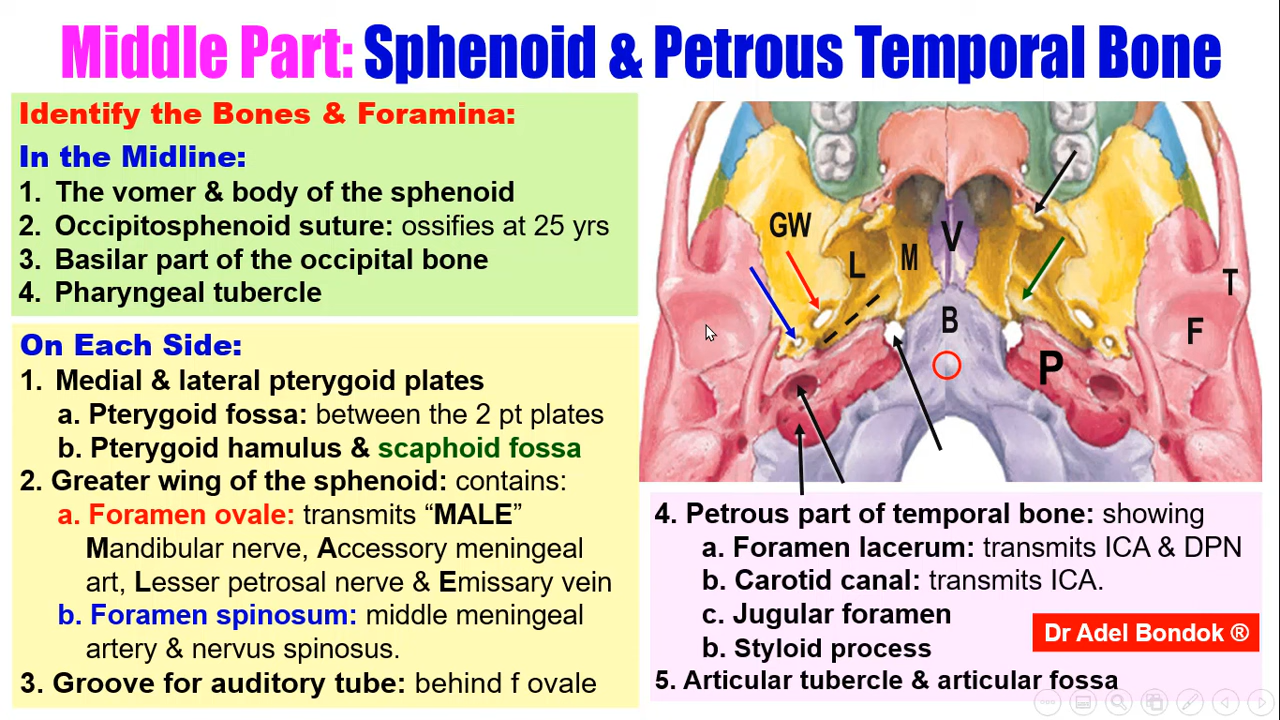 Middle Part: Sphenoid & Petrous Temporal Bone
Identify the Bones & Foramina:
In the Midline:
1. The vomer & body of the sphenoid
2. Occipitosphenoid suture: ossifies at 25 yrs
3. Basilar part of the occipital bone
4. Pharyngeal tubercle
On Each Side:
1. Medial & lateral pterygoid plates
a. Pterygoid fossa: between the 2 pt plates
b. Pterygoid hamulus & scaphoid fossa
2. Greater wing of the sphenoid: contains:
a. Foramen ovale: transmits “MALE”
Mandibular nerve, Accessory meningeal
art, Lesser petrosal nerve & Emissary vein
b. Foramen spinosum: middle meningeal
artery & nervus spinosus.
3. Groove for auditory tube: behind f ovale
GW
L
M
V
B
P
T
F
4. Petrous part of temporal bone: showing
a. Foramen lacerum: transmits ICA & DPN
b. Carotid canal: transmits ICA.
c. Jugular foramen
b. Styloid process
5. Articular tubercle & articular fossa
Dr Adel Bondok ®